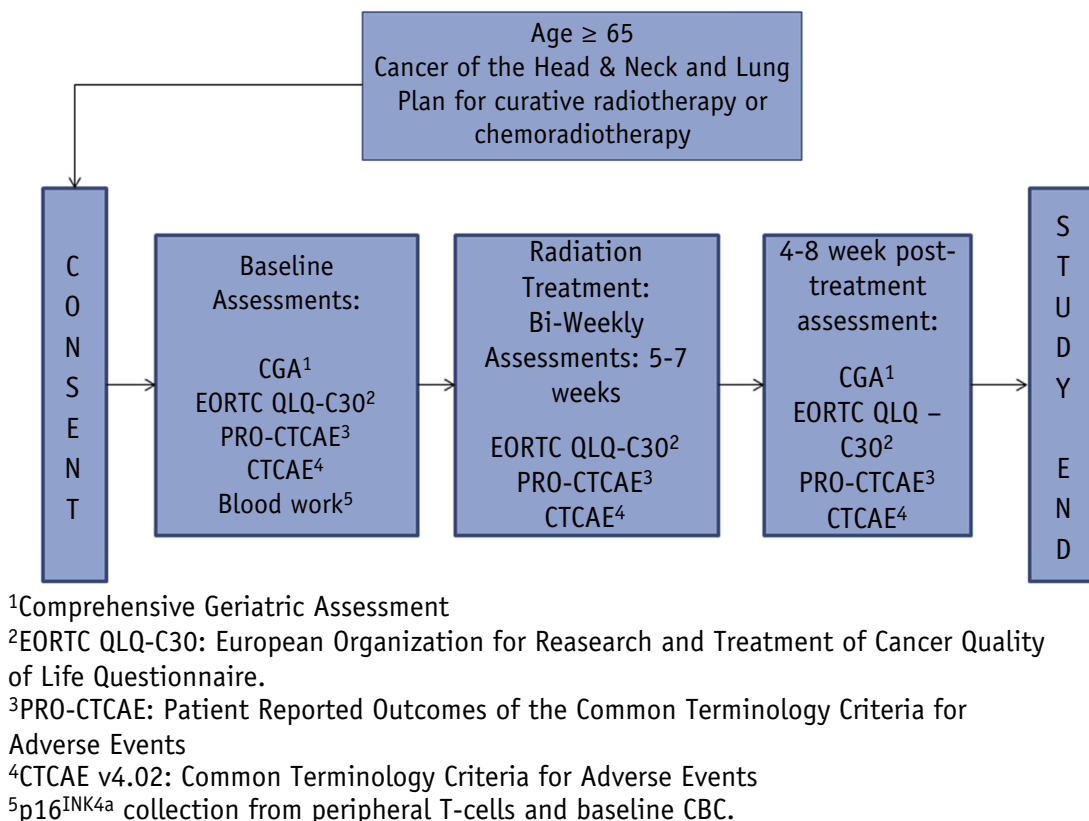 Age ≥ 65
Cancer of the Head & Neck and Lung
Plan for curative radiotherapy or
chemoradiotherapy
CONSENT
Baseline
Assessments:
CGA¹
EORTC QLQ-C30²
PRO-CTCAE³
CTCAE⁴
Blood work⁵
Radiation
Treatment:
Bi-Weekly
Assessments: 5-7
weeks
EORTC QLQ-C30²
PRO-CTCAE³
CTCAE⁴
4-8 week post-
treatment
assessment:
CGA¹
EORTC QLQ –
C30²
PRO-CTCAE³
CTCAE⁴
STUDY END
¹Comprehensive Geriatric Assessment
²EORTC QLQ-C30: European Organization for Reasearch and Treatment of Cancer Quality
of Life Questionnaire.
³PRO-CTCAE: Patient Reported Outcomes of the Common Terminology Criteria for
Adverse Events
⁴CTCAE v4.02: Common Terminology Criteria for Adverse Events
⁵p16^INK4a collection from peripheral T-cells and baseline CBC.